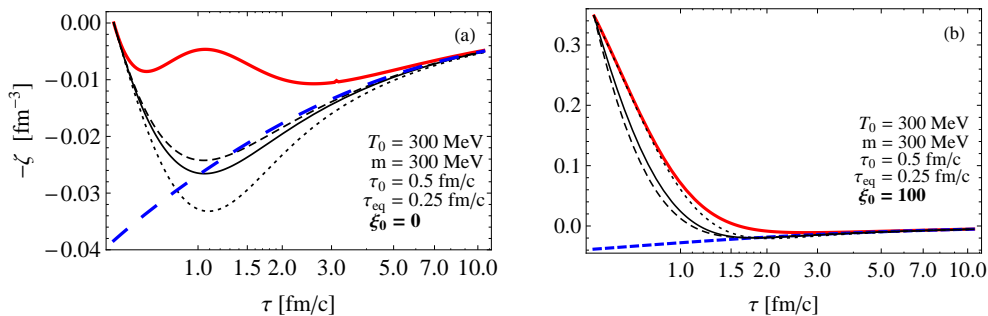 (a)
0.00
−0.01
−0.02
−0.03
−0.04
−ζ [fm⁻³]
T₀ = 300 MeV
m = 300 MeV
τ₀ = 0.5 fm/c
τeq = 0.25 fm/c
ξ₀ = 0
1.0 1.5 2.0 3.0 5.0 7.0 10.0
τ [fm/c]
(b)
0.3
0.2
0.1
0.0
−ζ [fm⁻³]
T₀ = 300 MeV
m = 300 MeV
τ₀ = 0.5 fm/c
τeq = 0.25 fm/c
ξ₀ = 100
1.0 1.5 2.0 3.0 5.0 7.0 10.0
τ [fm/c]